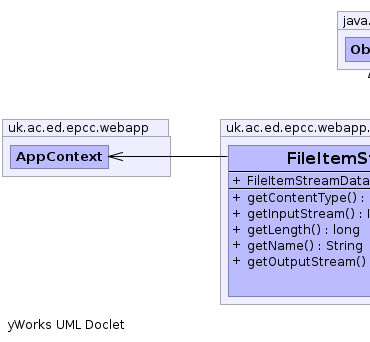 java.
Ob
uk.ac.ed.epcc.webapp
AppContext
uk.ac.ed.epcc.webapp.
FileItemSt
+ FileItemStreamData
+ getContentType() :
+ getInputStream() : I
+ getLength() : long
+ getName() : String
+ getOutputStream()
yWorks UML Doclet